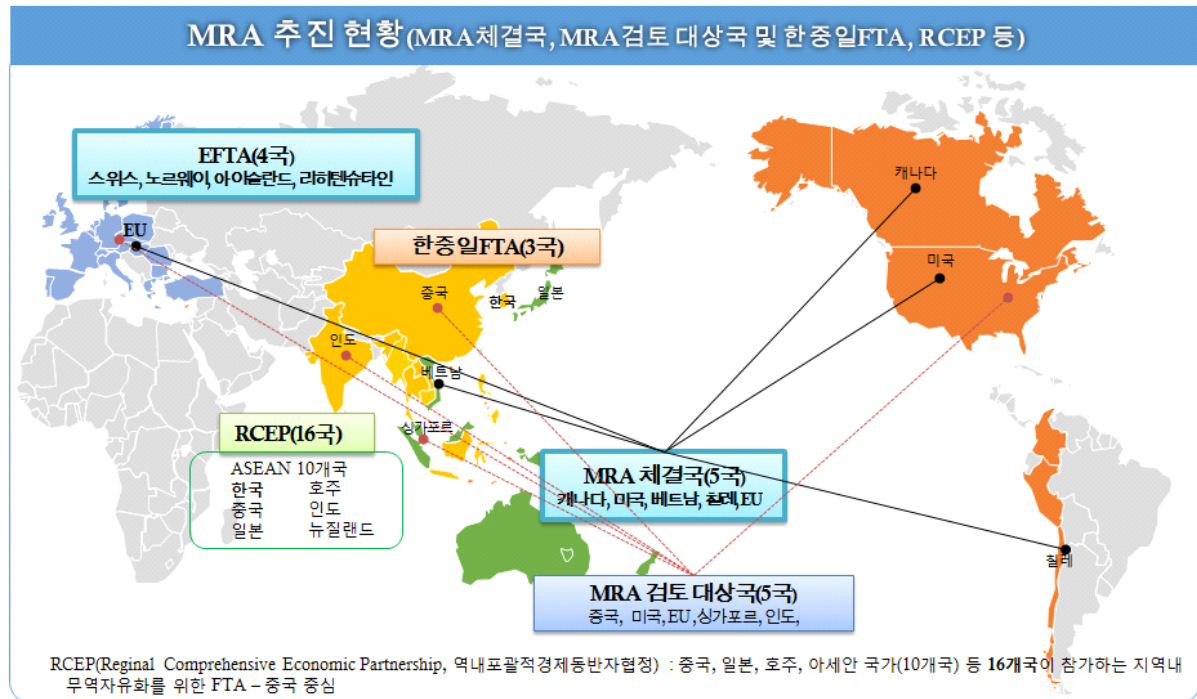 MRA 추진 현황(MRA체결국, MRA검토 대상국 및 한중일FTA, RCEP 등)
EFTA(4국)
스위스, 노르웨이, 아이슬란드, 리히텐슈타인
EU
한중일FTA(3국)
중국
한국
일본
인도
베트남
싱가포르
캐나다
미국
칠레
RCEP(16국)
ASEAN 10개국
한국 호주
중국 인도
일본 뉴질랜드
MRA 체결국(5국)
캐나다, 미국, 베트남, 칠레, EU
MRA 검토 대상국(5국)
중국, 미국, EU, 싱가포르, 인도,
RCEP(Reginal Comprehensive Economic Partnership, 역내포괄적경제동반자협정) : 중국, 일본, 호주, 아세안 국가(10개국) 등 16개국이 참가하는 지역내
무역자유화를 위한 FTA – 중국 중심